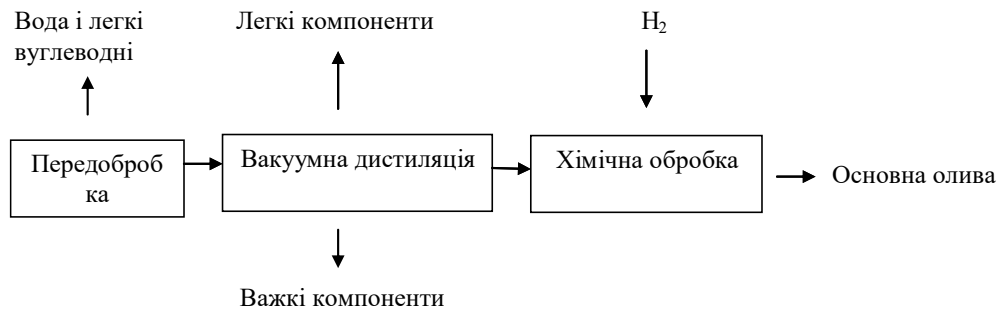 Вода і легкі
вуглеводні
Легкі компоненти
H2
Передоброб
ка
Вакуумна дистиляція
Хімічна обробка
Основна олива
Важкі компоненти